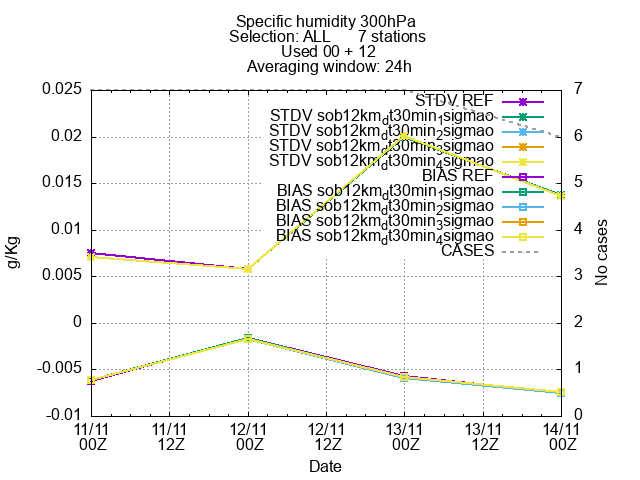 Specific humidity 300hPa
Selection: ALL 7 stations
Used 00 + 12
Averaging window: 24h
0.025
0.02
0.015
0.01
0.005
0
-0.005
-0.01
g/Kg
7
6
5
4
3
2
1
0
No cases
STDV REF
STDV sob12km_dt30min_1sigmao
STDV sob12km_dt30min_2sigmao
STDV sob12km_dt30min_3sigmao
STDV sob12km_dt30min_4sigmao
BIAS REF
BIAS sob12km_dt30min_1sigmao
BIAS sob12km_dt30min_2sigmao
BIAS sob12km_dt30min_3sigmao
BIAS sob12km_dt30min_4sigmao
CASES
11/11 11/11 12/11 12/11 13/11 13/11 14/11
00Z 12Z 00Z 12Z 00Z 12Z 00Z
Date